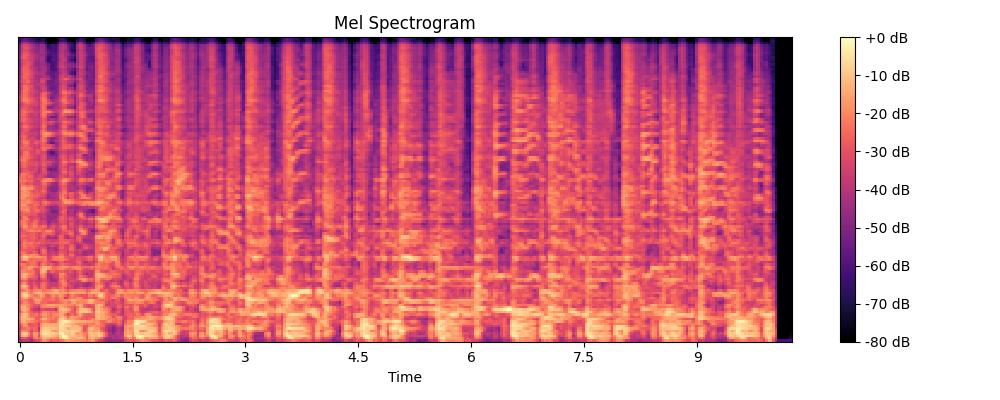 Mel Spectrogram
+0 dB
-10 dB
-20 dB
-30 dB
-40 dB
-50 dB
-60 dB
-70 dB
-80 dB
0 1.5 3 4.5 6 7.5 9
Time